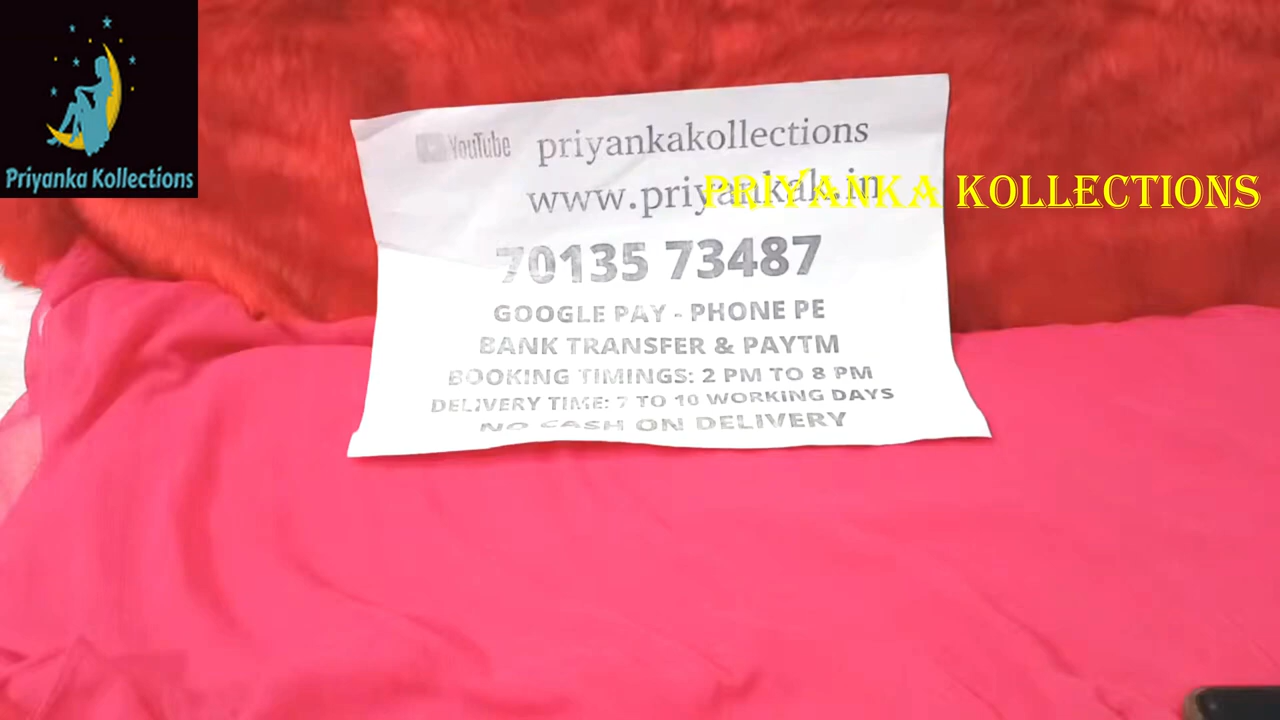 Priyanka Kollections
YouTube priyankakollections
www.priyankak.in
PRIYANKA KOLLECTIONS
70135 73487
GOOGLE PAY - PHONE PE
BANK TRANSFER & PAYTM
BOOKING TIMINGS: 2 PM TO 8 PM
DELIVERY TIME: 7 TO 10 WORKING DAYS
NO CASH ON DELIVERY